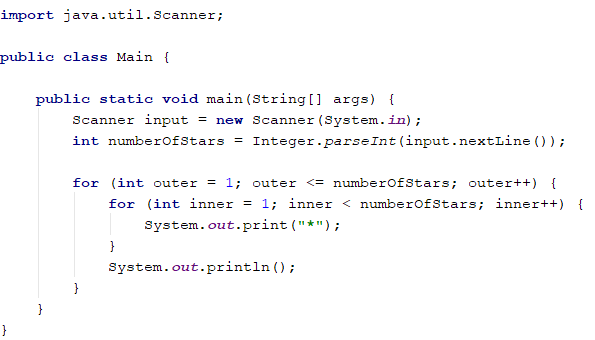 import java.util.Scanner;
public class Main {
public static void main(String[] args) {
Scanner input = new Scanner(System.in);
int numberOfStars = Integer.parseInt(input.nextLine());
for (int outer = 1; outer <= numberOfStars; outer++) {
for (int inner = 1; inner < numberOfStars; inner++) {
System.out.print("*");
}
System.out.println();
}
}
}